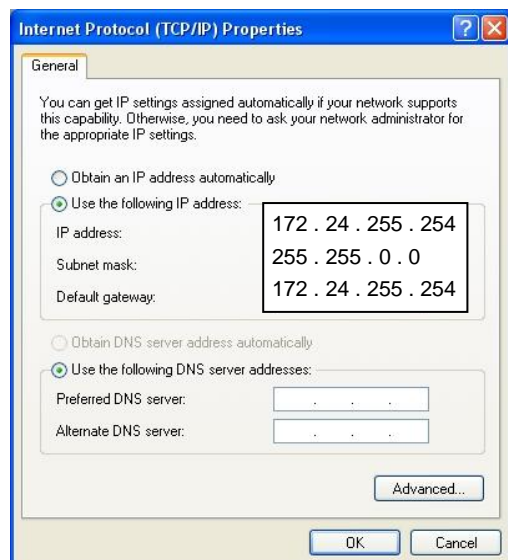 Internet Protocol (TCP/IP) Properties
General
You can get IP settings assigned automatically if your network supports
this capability. Otherwise, you need to ask your network administrator for
the appropriate IP settings.
Obtain an IP address automatically
Use the following IP address:
IP address: 172 . 24 . 255 . 254
Subnet mask: 255 . 255 . 0 . 0
Default gateway: 172 . 24 . 255 . 254
Obtain DNS server address automatically
Use the following DNS server addresses:
Preferred DNS server: . . .
Alternate DNS server: . . .
Advanced...
OK Cancel